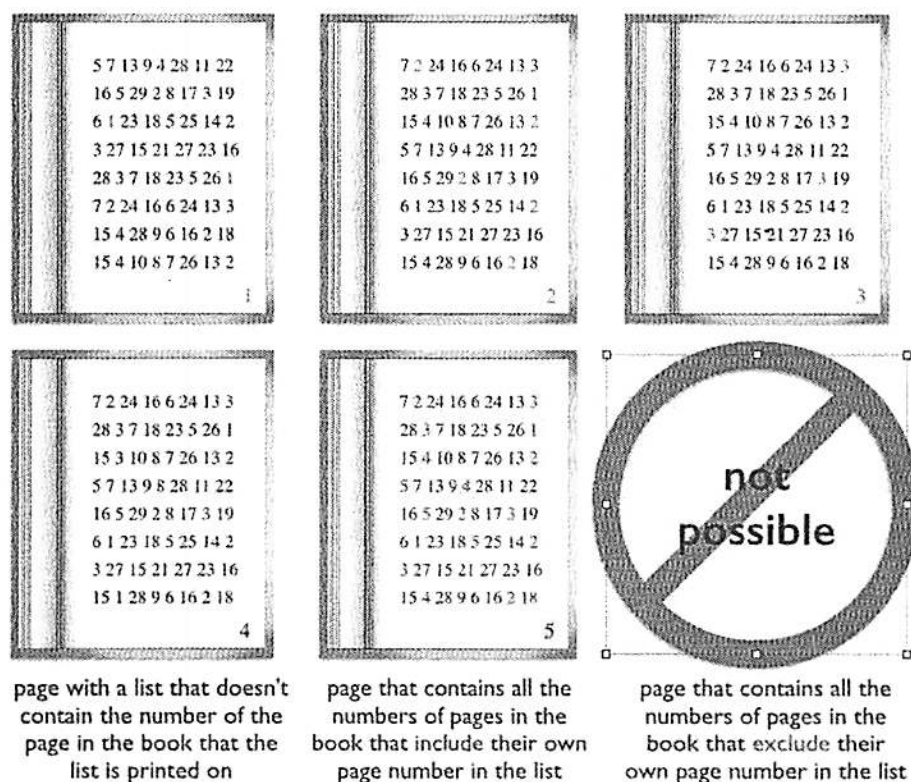 5 7 13 9 4 28 11 22
16 5 29 2 8 17 3 19
6 1 23 18 5 25 14 2
3 27 15 21 27 23 16
28 3 7 18 23 5 26 1
7 2 24 16 6 24 13 3
15 4 28 9 6 16 2 18
15 4 10 8 7 26 13 2
1
7 2 24 16 6 24 13 3
28 3 7 18 23 5 26 1
15 4 10 8 7 26 13 2
5 7 13 9 4 28 11 22
16 5 29 2 8 17 3 19
6 1 23 18 5 25 14 2
3 27 15 21 27 23 16
15 4 28 9 6 16 2 18
2
7 2 24 16 6 24 13 3
28 3 7 18 23 5 26 1
15 4 10 8 7 26 13 2
5 7 13 9 4 28 11 22
16 5 29 2 8 17 3 19
6 1 23 18 5 25 14 2
3 27 15 21 27 23 16
15 4 28 9 6 16 2 18
3
7 2 24 16 6 24 13 3
28 3 7 18 23 5 26 1
15 3 10 8 7 26 13 2
5 7 13 9 8 28 11 22
16 5 29 2 8 17 3 19
6 1 23 18 5 25 14 2
3 27 15 21 27 23 16
15 1 28 9 6 16 2 18
4
page with a list that doesn't
contain the number of the
page in the book that the
list is printed on
7 2 24 16 6 24 13 3
28 3 7 18 23 5 26 1
15 4 10 8 7 26 13 2
5 7 13 9 4 28 11 22
16 5 29 2 8 17 3 19
6 1 23 18 5 25 14 2
3 27 15 21 27 23 16
15 4 28 9 6 16 2 18
5
page that contains all the
numbers of pages in the
book that include their own
page number in the list
not
possible
page that contains all the
numbers of pages in the
book that exclude their
own page number in the list